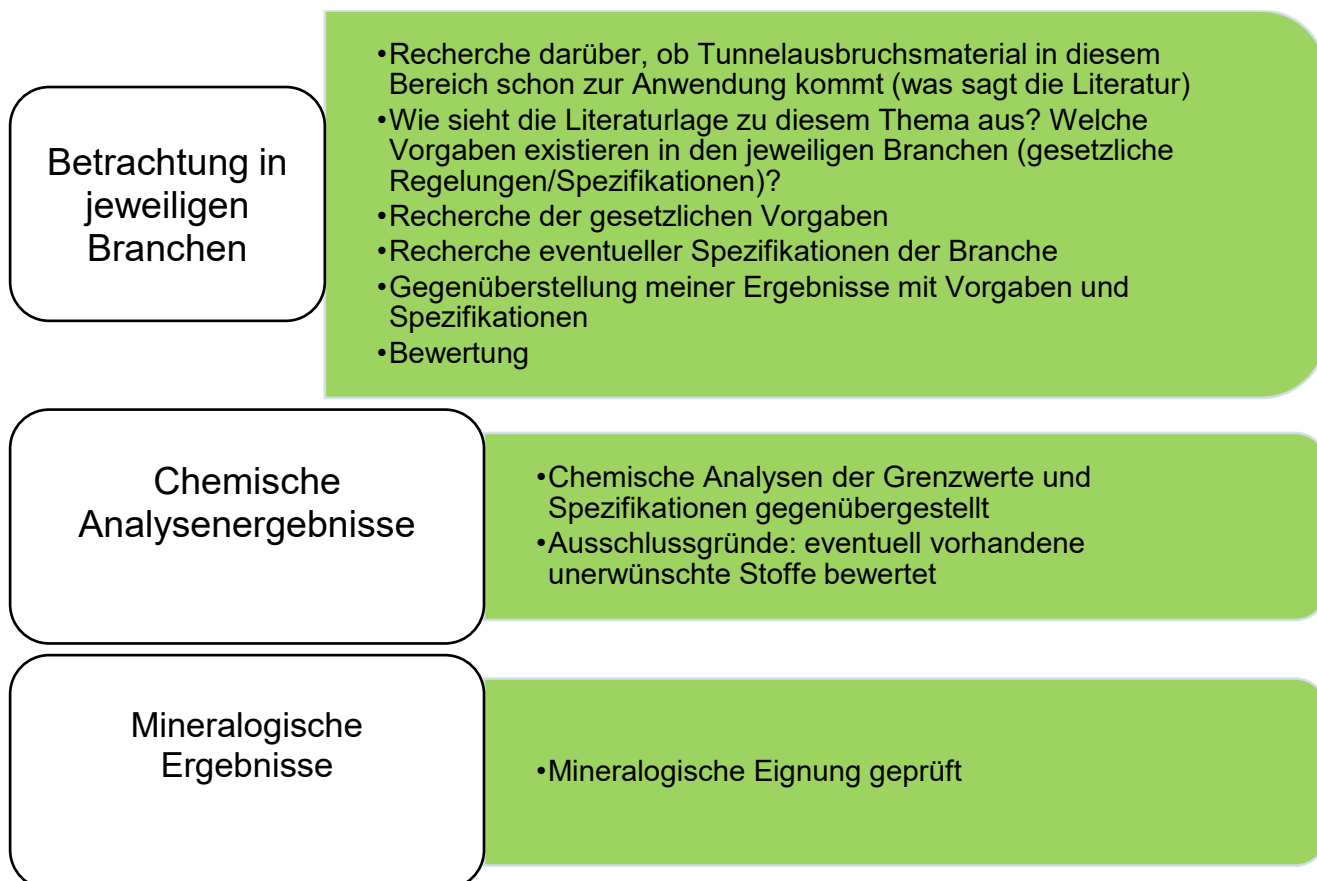 Betrachtung in
jeweiligen
Branchen
•Recherche darüber, ob Tunnelausbruchsmaterial in diesem
Bereich schon zur Anwendung kommt (was sagt die Literatur)
•Wie sieht die Literaturlage zu diesem Thema aus? Welche
Vorgaben existieren in den jeweiligen Branchen (gesetzliche
Regelungen/Spezifikationen)?
•Recherche der gesetzlichen Vorgaben
•Recherche eventueller Spezifikationen der Branche
•Gegenüberstellung meiner Ergebnisse mit Vorgaben und
Spezifikationen
•Bewertung
Chemische
Analysenergebnisse
•Chemische Analysen der Grenzwerte und
Spezifikationen gegenübergestellt
•Ausschlussgründe: eventuell vorhandene
unerwünschte Stoffe bewertet
Mineralogische
Ergebnisse
•Mineralogische Eignung geprüft